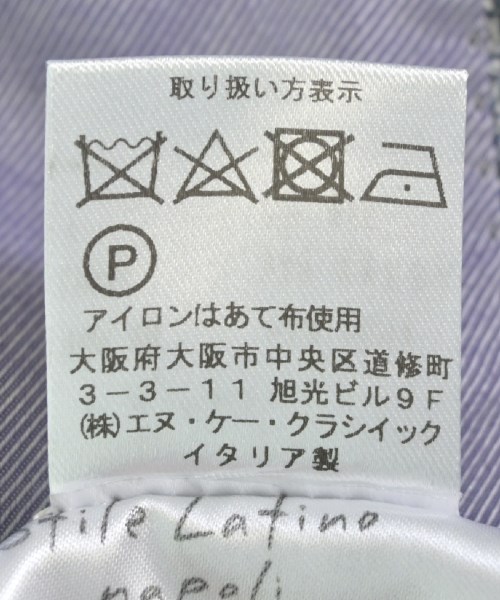 取り扱い方表示
P
アイロンはあて布使用
大阪府大阪市中央区道修町
3－3－11 旭光ビル9F
(株)エヌ・ケー・クラシイック
イタリア製
stile Latino
napoli